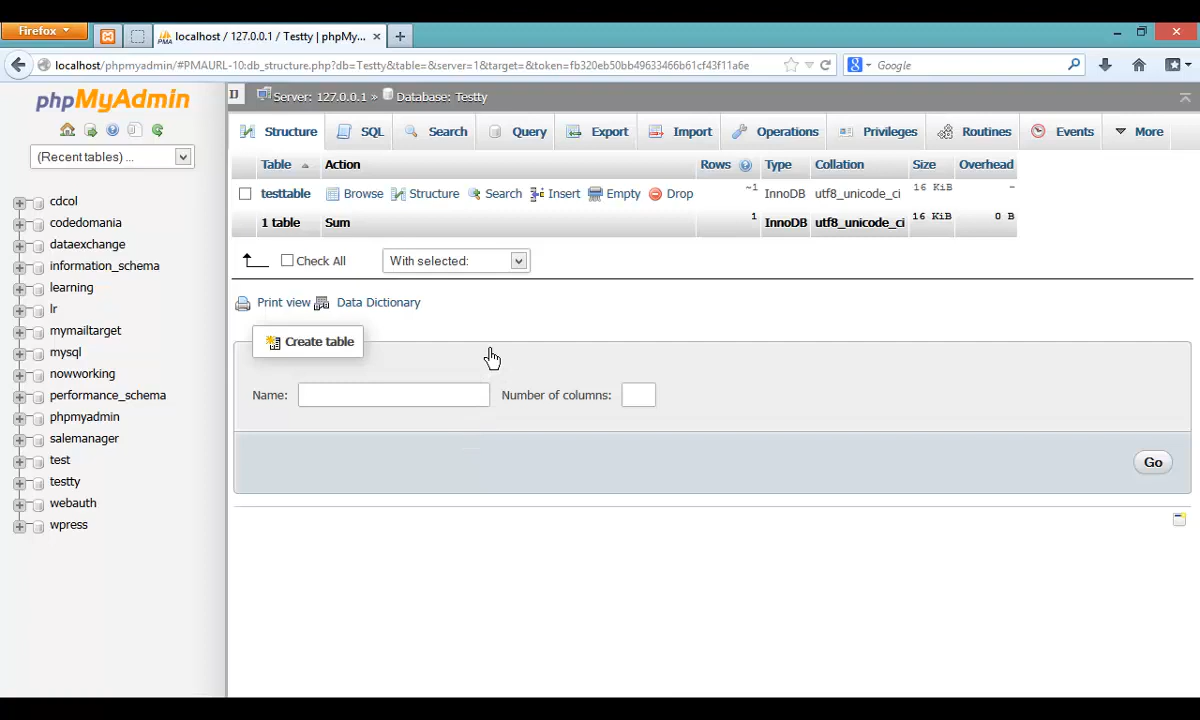 Firefox
localhost / 127.0.0.1 / Testty | phpMy...
localhost/phpmyadmin/#PMAURL-10:db_structure.php?db=Testty&table=&server=1&target=&token=fb320eb50bb49633466b61cf43f11a6e
Google
phpMyAdmin
(Recent tables) ...
cdcol
codedomania
dataexchange
information_schema
learning
lr
mymailtarget
mysql
nowworking
performance_schema
phpmyadmin
salemanager
test
testty
webauth
wpress
Server: 127.0.0.1 » Database: Testty
Structure SQL Search Query Export Import Operations Privileges Routines Events More
Table Action Rows Type Collation Size Overhead
testtable Browse Structure Search Insert Empty Drop ~1 InnoDB utf8_unicode_ci 16 KiB -
1 table Sum 1 InnoDB utf8_unicode_ci 16 KiB 0 B
Check All With selected:
Print view Data Dictionary
Create table
Name: Number of columns:
Go